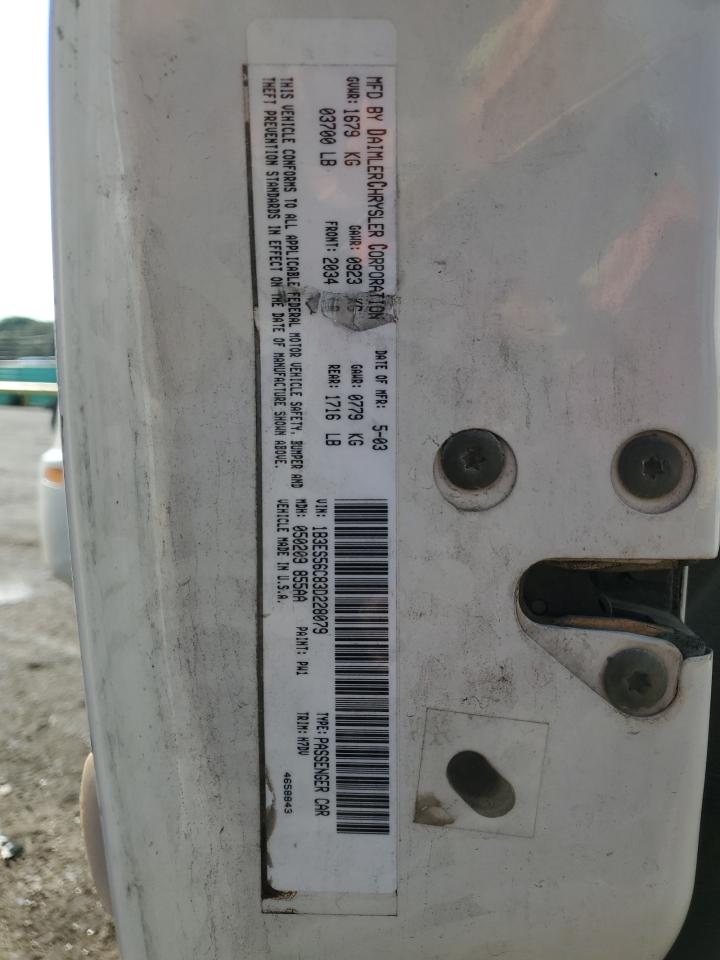 MFD BY DAIMLERCHRYSLER CORPORATION DATE OF MFR: 5-03
GVWR: 1679 KG GAWR: 0923 KG GAWR: 0779 KG
03700 LB FRONT: 2034 LB REAR: 1716 LB
THIS VEHICLE CONFORMS TO ALL APPLICABLE FEDERAL MOTOR VEHICLE SAFETY, BUMPER AND
THEFT PREVENTION STANDARDS IN EFFECT ON THE DATE OF MANUFACTURE SHOWN ABOVE.
VIN: 1B3ES56C83D228079 TYPE: PASSENGER CAR
MDH: 050209 855AA PAINT: PW1 TRIM: H7DV
VEHICLE MADE IN U.S.A. 4658843